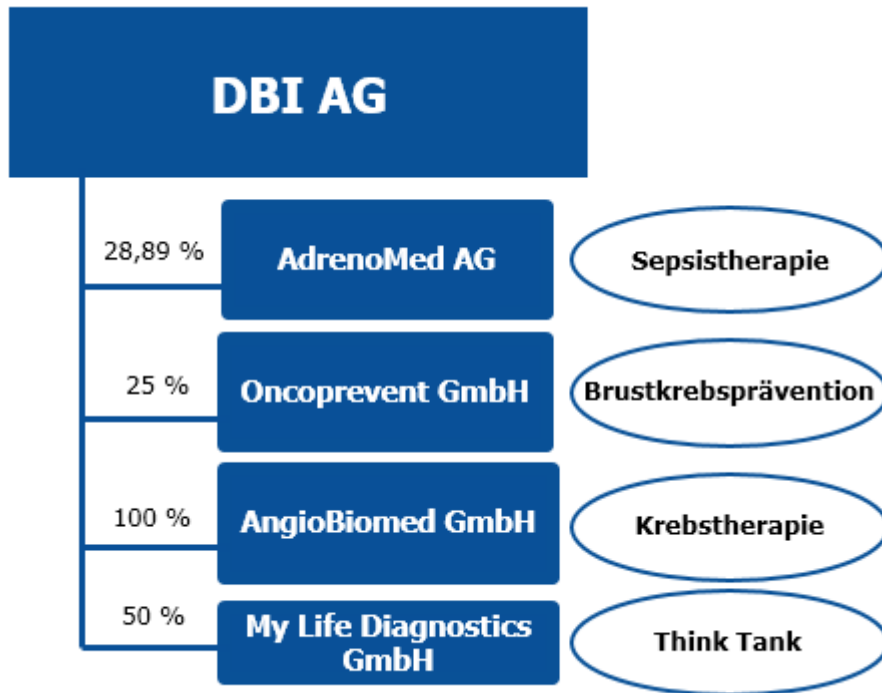 DBI AG
28,89 %
AdrenoMed AG
Sepsistherapie
25 %
Oncoprevent GmbH
Brustkrebsprävention
100 %
AngioBiomed GmbH
Krebstherapie
50 %
My Life Diagnostics
GmbH
Think Tank